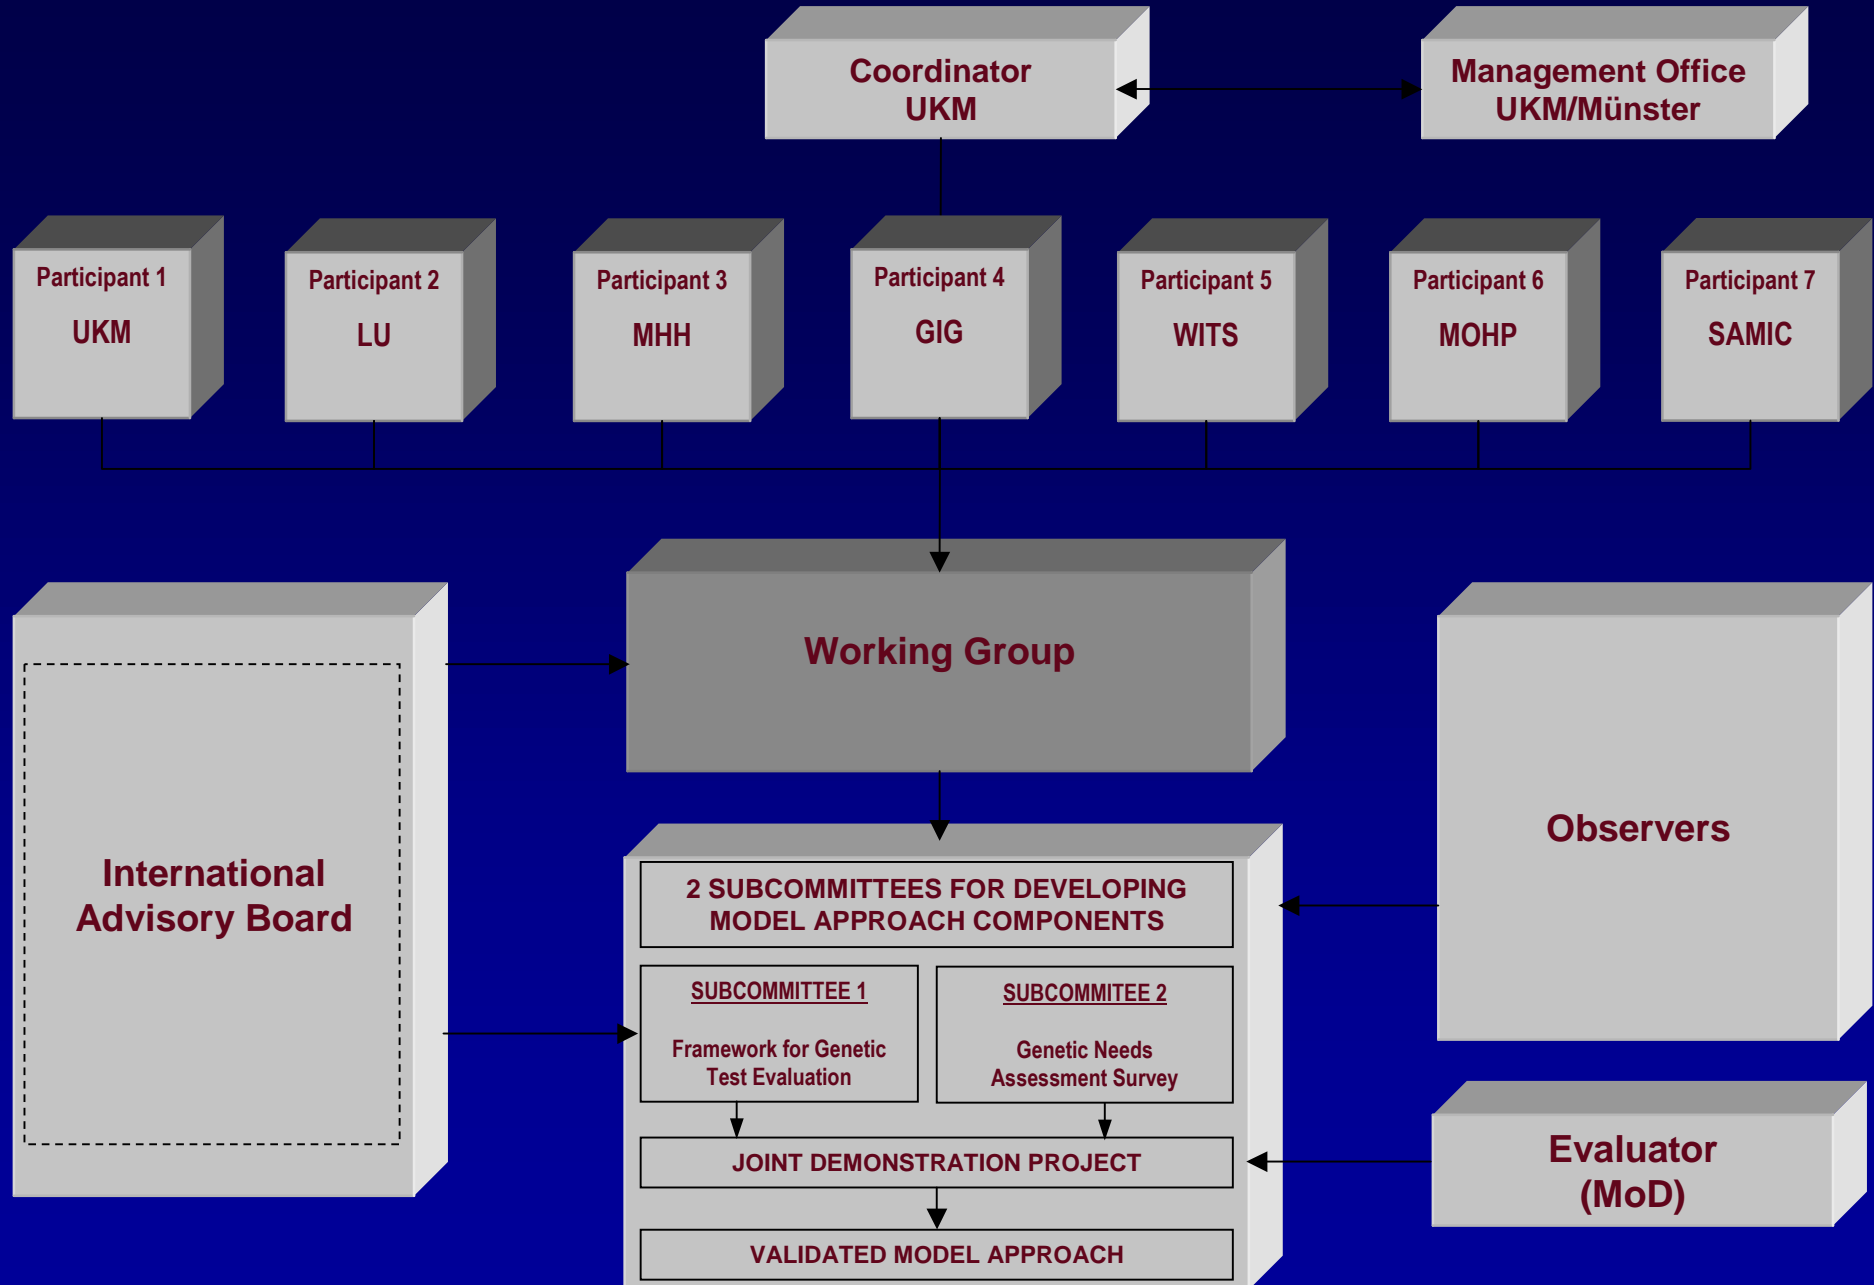 Coordinator
UKM
Management Office
UKM/Münster
Participant 1
UKM
Participant 2
LU
Participant 3
MHH
Participant 4
GIG
Participant 5
WITS
Participant 6
MOHP
Participant 7
SAMIC
Working Group
International
Advisory Board
Observers
2 SUBCOMMITTEES FOR DEVELOPING
MODEL APPROACH COMPONENTS
SUBCOMMITTEE 1
Framework for Genetic
Test Evaluation
SUBCOMMITEE 2
Genetic Needs
Assessment Survey
JOINT DEMONSTRATION PROJECT
VALIDATED MODEL APPROACH
Evaluator
(MoD)